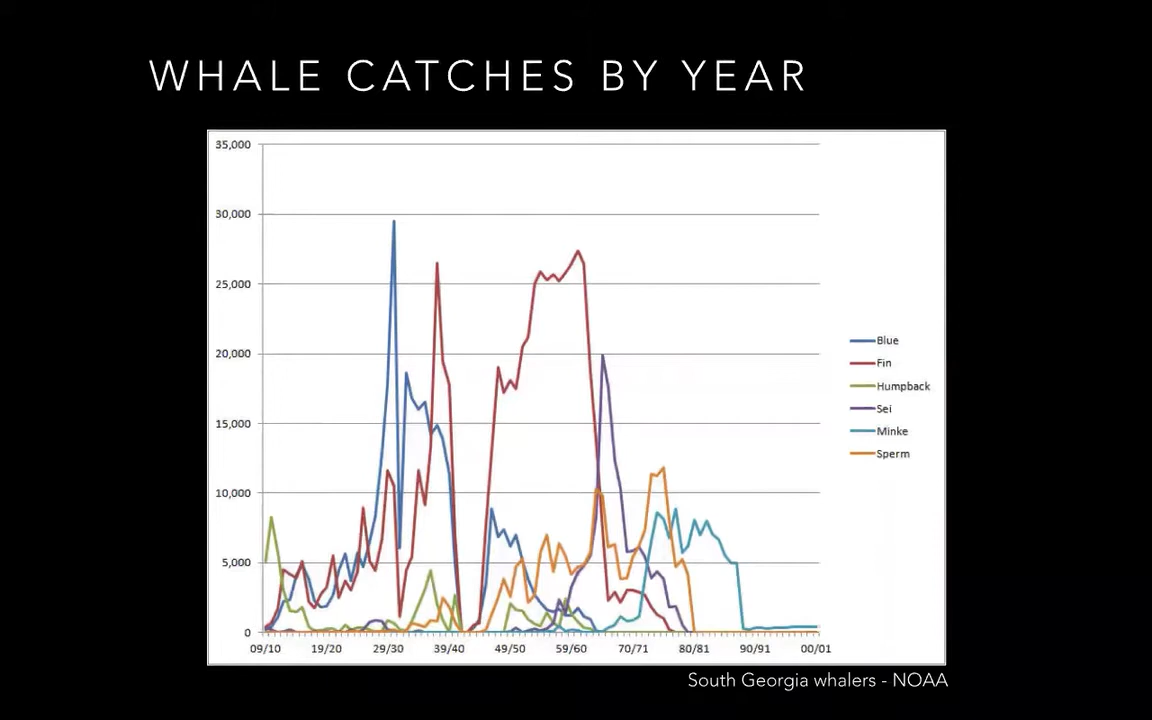 WHALE CATCHES BY YEAR
35,000
30,000
25,000
20,000
15,000
10,000
5,000
0
09/10 19/20 29/30 39/40 49/50 59/60 70/71 80/81 90/91 00/01
Blue
Fin
Humpback
Sei
Minke
Sperm
South Georgia whalers - NOAA